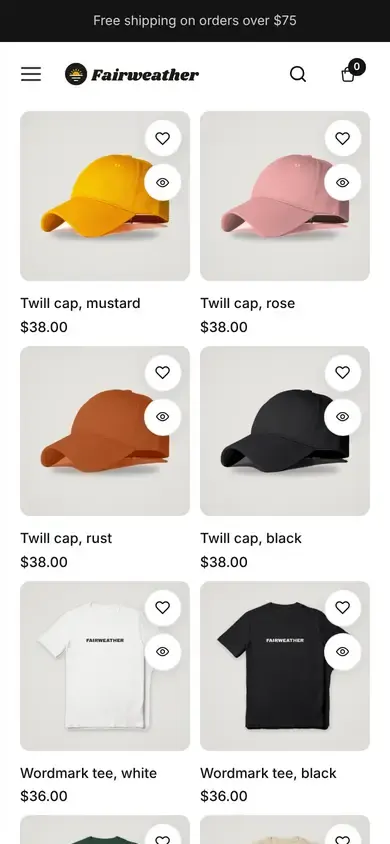 Free shipping on orders over $75
Fairweather
0
Twill cap, mustard
$38.00
Twill cap, rose
$38.00
Twill cap, rust
$38.00
Twill cap, black
$38.00
FAIRWEATHER
FAIRWEATHER
Wordmark tee, white
$36.00
Wordmark tee, black
$36.00